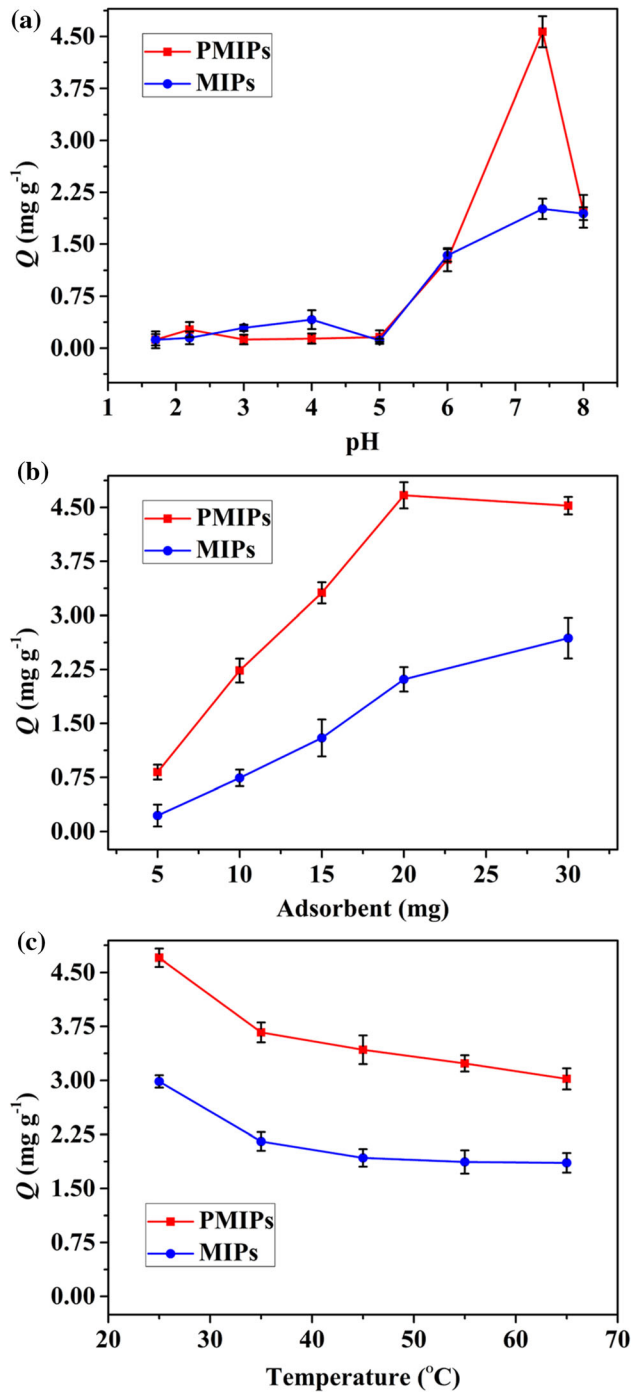 (a)
4.50
3.75
3.00
2.25
1.50
0.75
0.00
Q (mg g⁻¹)
PMIPs
MIPs
1 2 3 4 5 6 7 8
pH
(b)
4.50
3.75
3.00
2.25
1.50
0.75
0.00
Q (mg g⁻¹)
PMIPs
MIPs
5 10 15 20 25 30
Adsorbent (mg)
(c)
4.50
3.75
3.00
2.25
1.50
0.75
0.00
Q (mg g⁻¹)
PMIPs
MIPs
20 30 40 50 60 70
Temperature (°C)